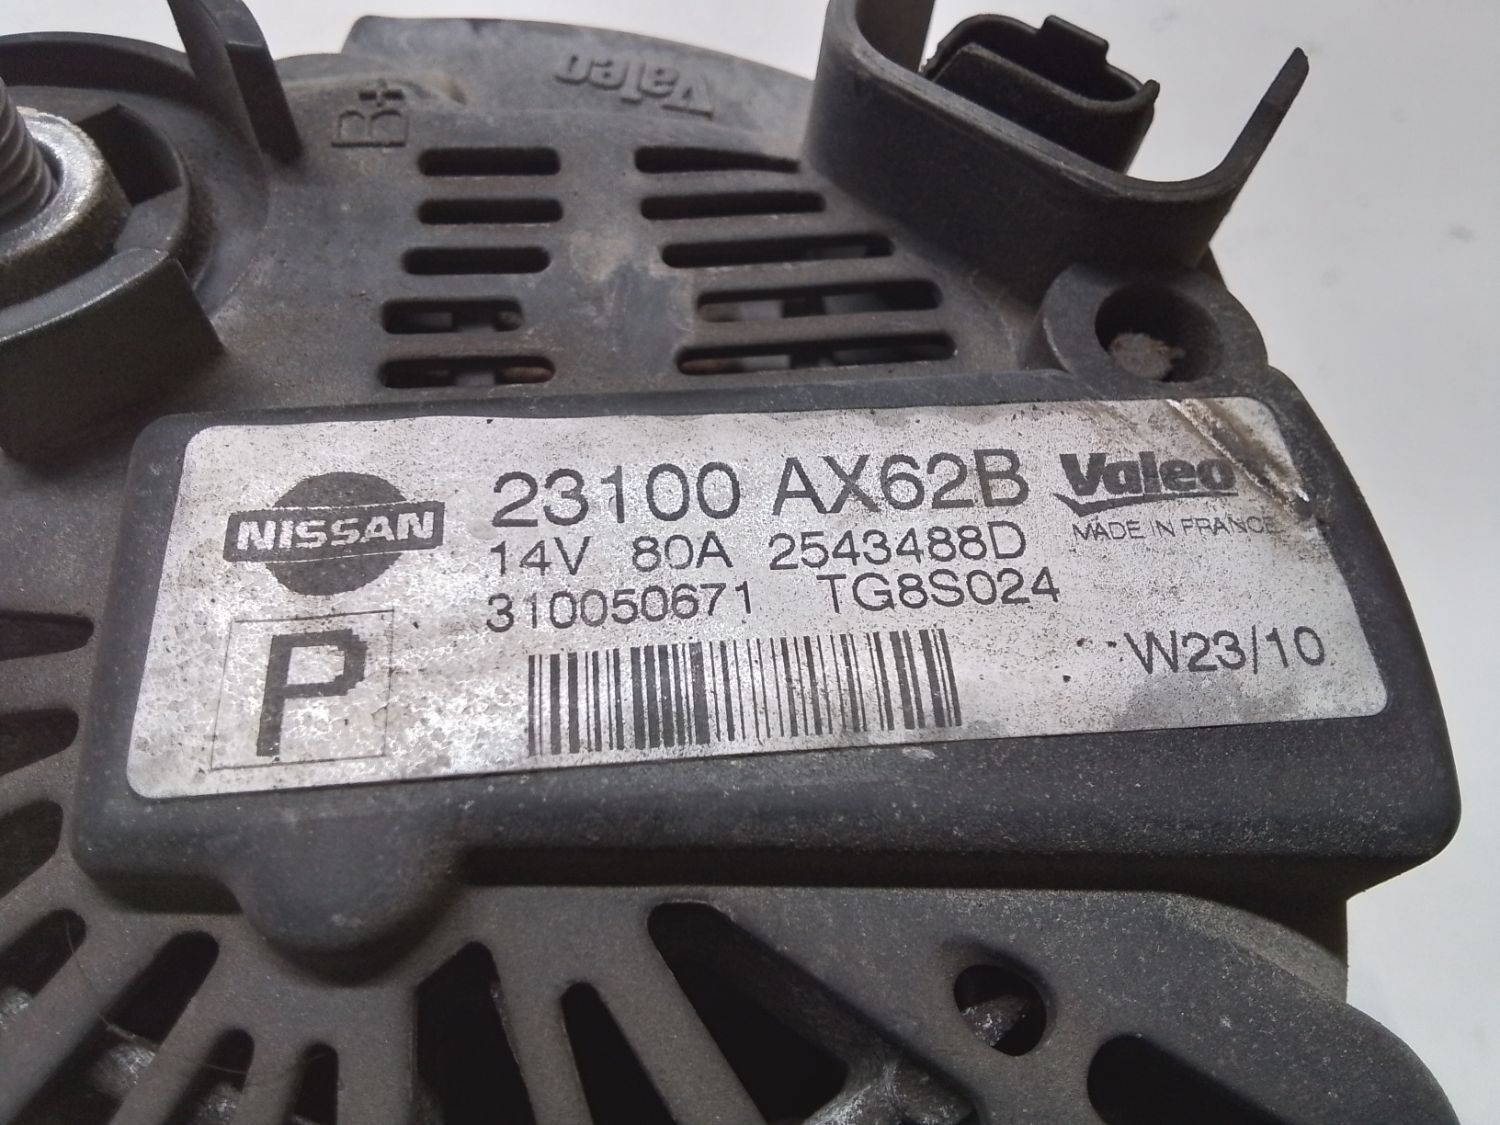 Valeo
B+
NISSAN
23100 AX62B
Valeo
14V 80A 2543488D
MADE IN FRANCE
310050671 TG8S024
P
W23/10